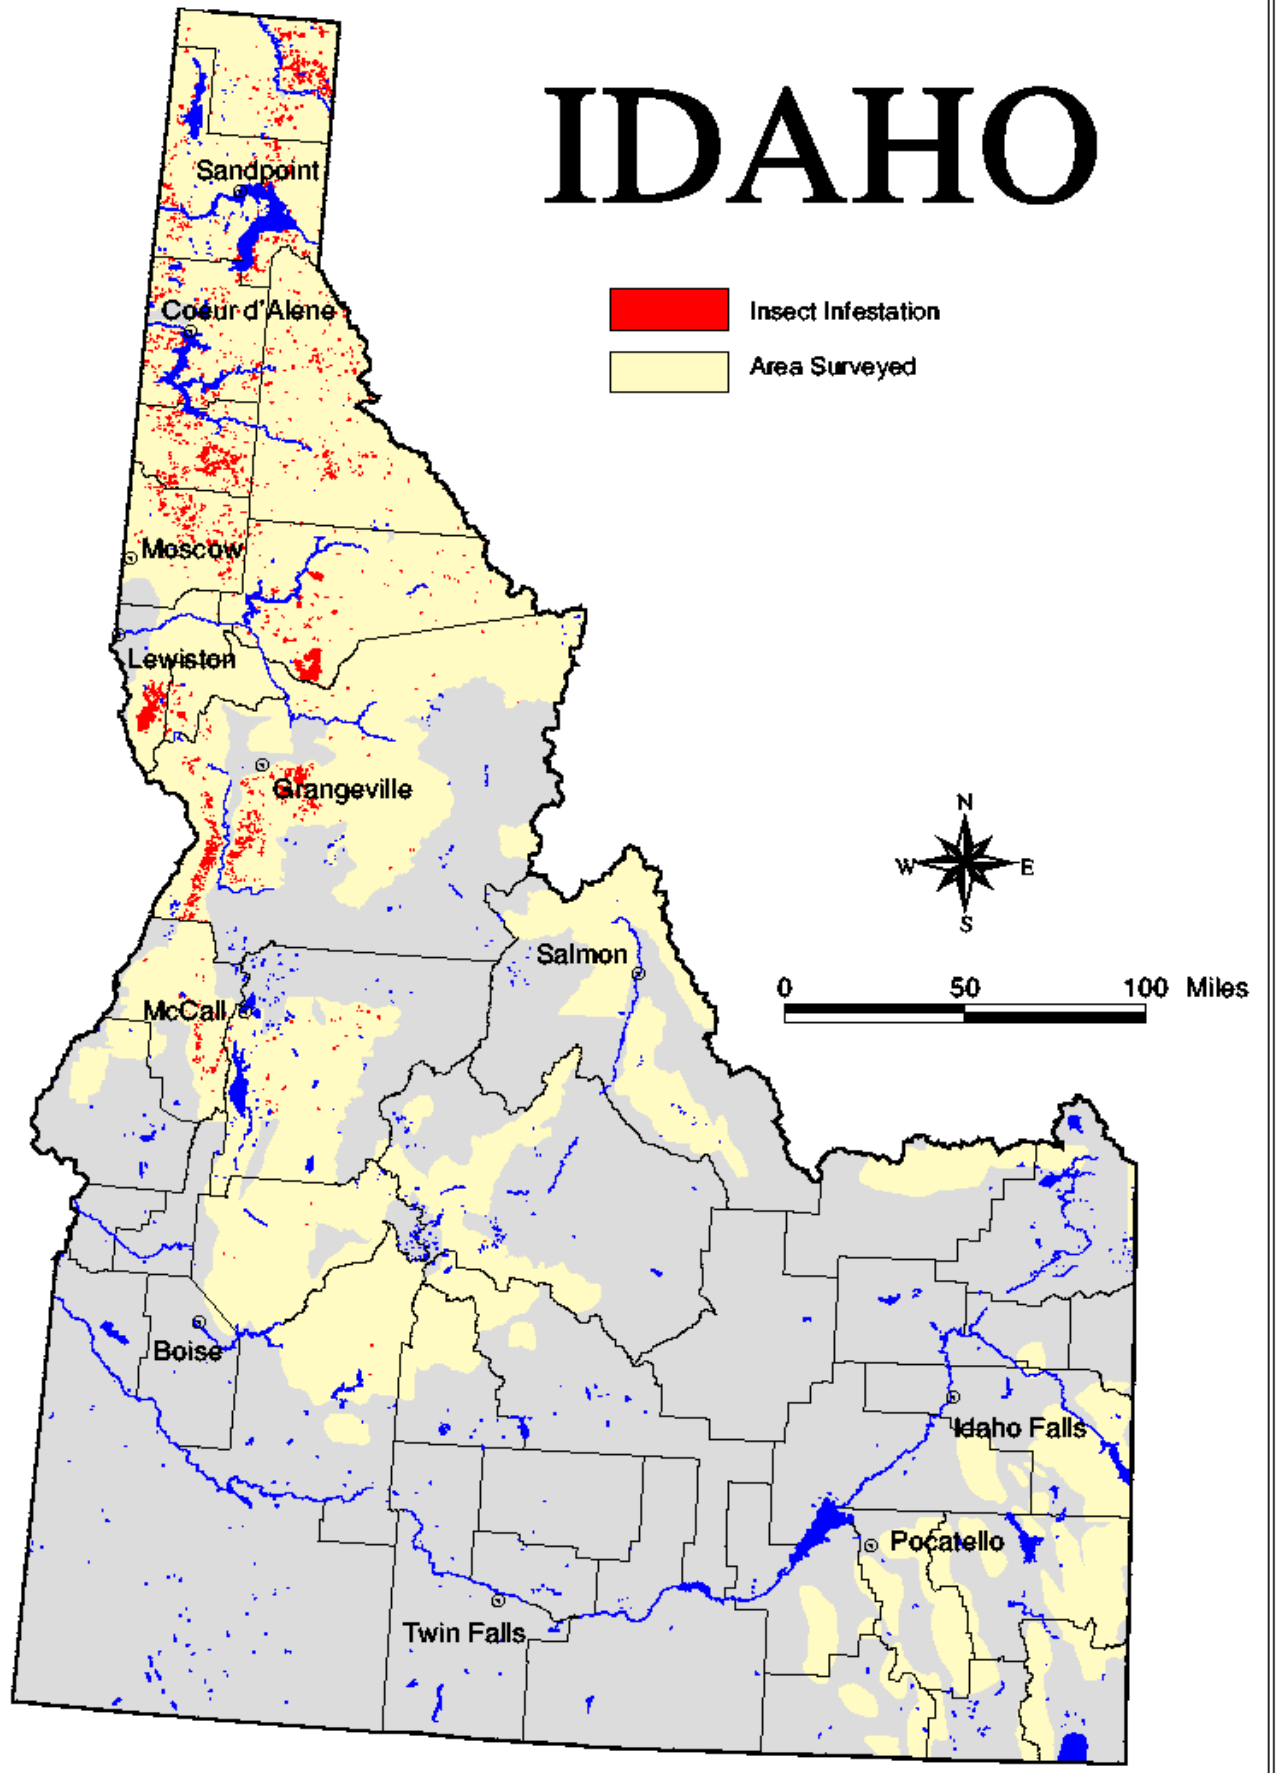 IDAHO
Sandpoint
Insect Infestation
Coeur d'Alene
Area Surveyed
Moscow
Lewiston
Grangeville
N
W E
S
Salmon
0 50 100 Miles
McCall
Boise
Idaho Falls
Pocatello
Twin Falls